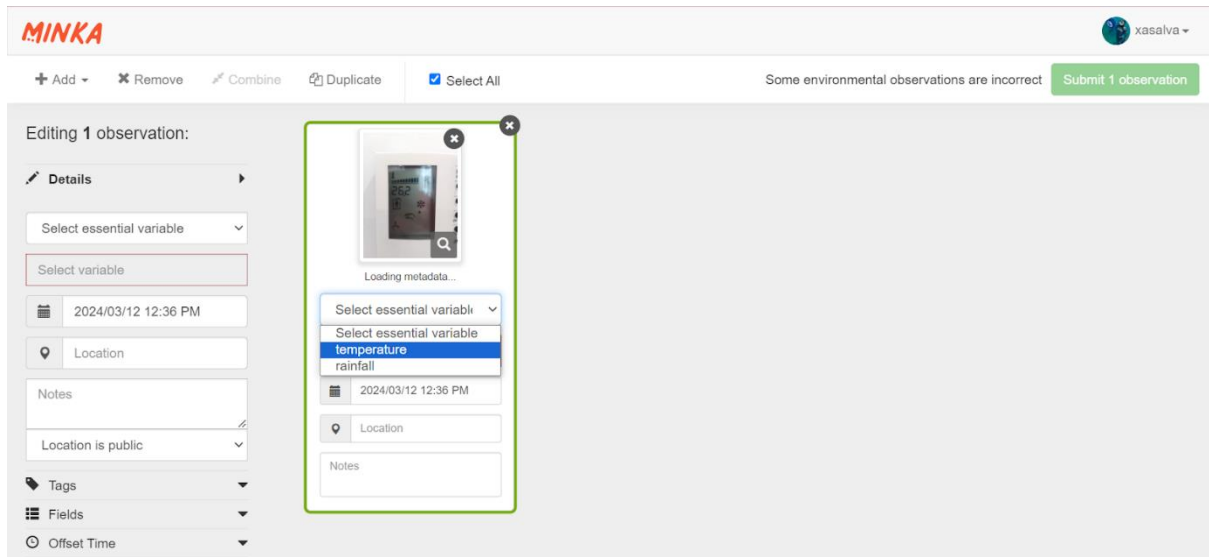 MINKA
xasalva
Add
Remove
Combine
Duplicate
Select All
Some environmental observations are incorrect
Submit 1 observation
Editing 1 observation:
Details
Select essential variable
Select variable
2024/03/12 12:36 PM
Location
Notes
Location is public
Tags
Fields
Offset Time
26.2
Loading metadata...
Select essential variabl
Select essential variable
temperature
rainfall
2024/03/12 12:36 PM
Location
Notes